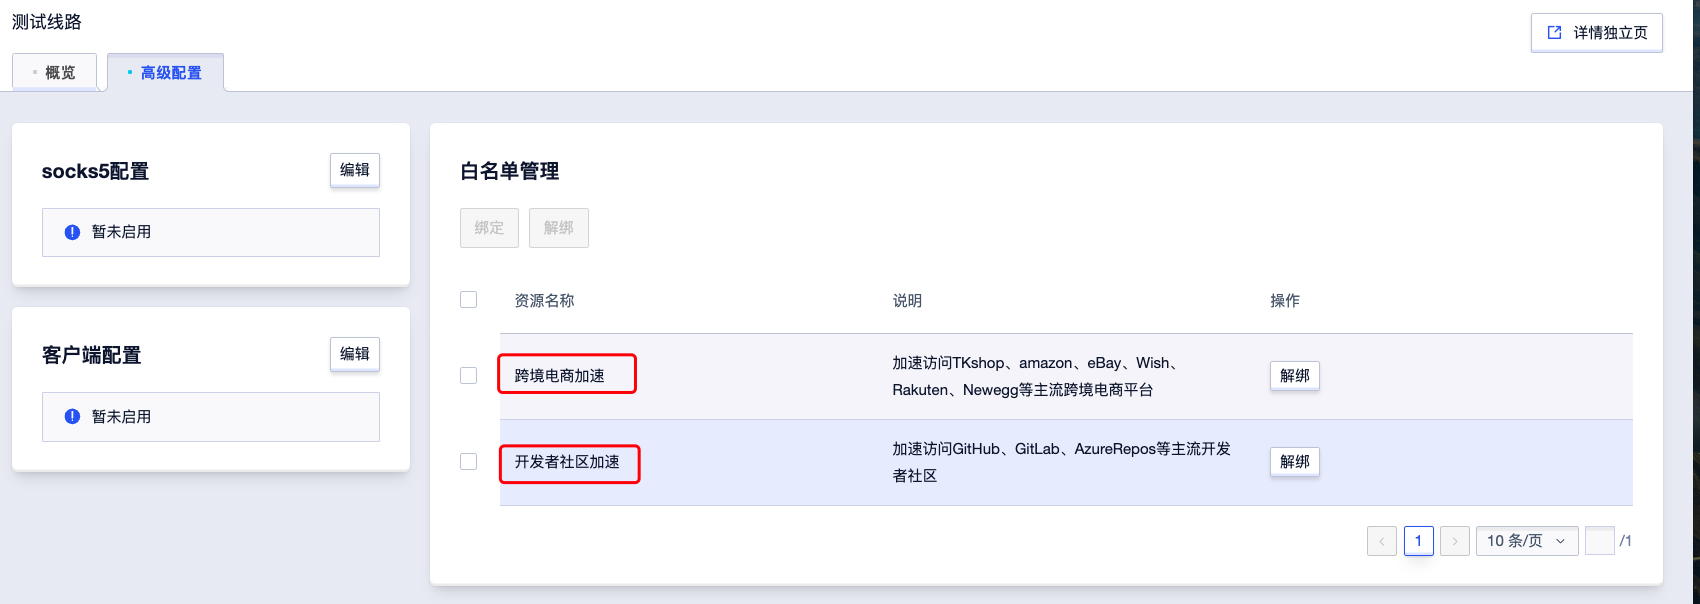 测试线路
详情独立页
概览
高级配置
socks5配置
编辑
暂未启用
客户端配置
编辑
暂未启用
白名单管理
绑定
解绑
资源名称
说明
操作
跨境电商加速
加速访问TKshop、amazon、eBay、Wish、
Rakuten、Newegg等主流跨境电商平台
解绑
开发者社区加速
加速访问GitHub、GitLab、AzureRepos等主流开发
者社区
解绑
1
10 条/页
/1